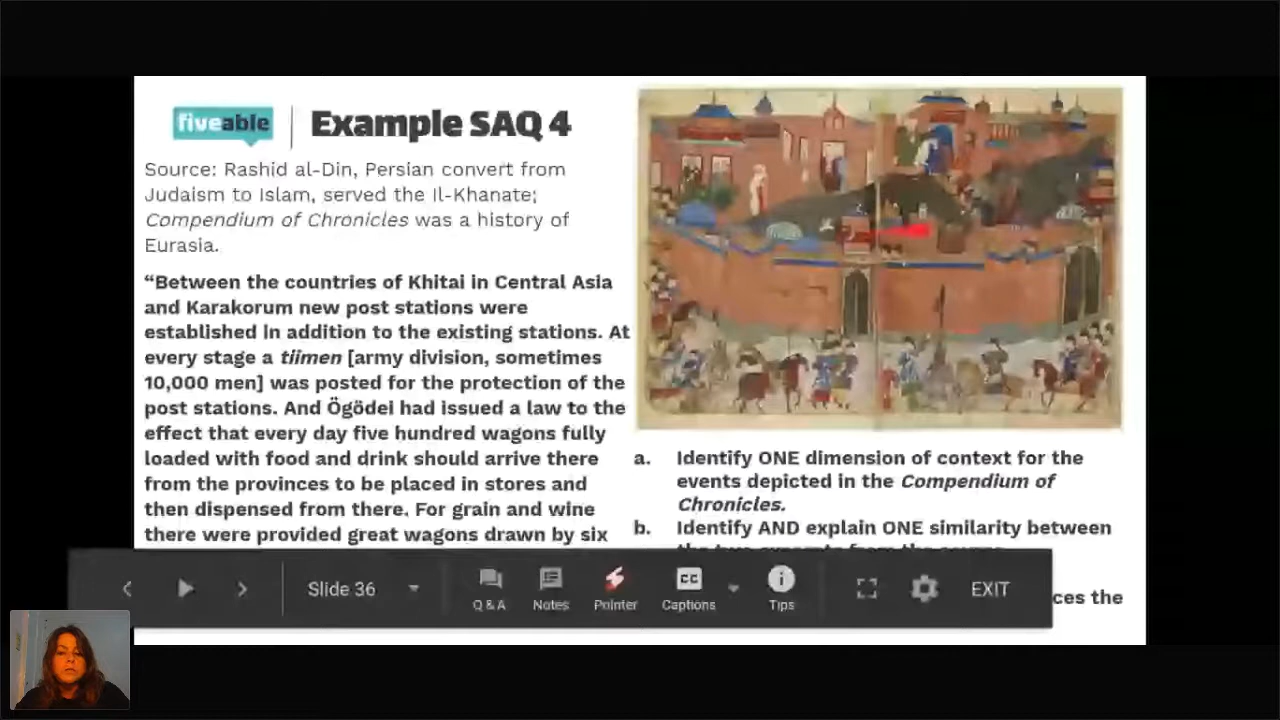 fiveable
Example SAQ 4
Source: Rashid al-Din, Persian convert from
Judaism to Islam, served the Il-Khanate;
Compendium of Chronicles was a history of
Eurasia.
“Between the countries of Khitai in Central Asia
and Karakorum new post stations were
established in addition to the existing stations. At
every stage a tiimen [army division, sometimes
10,000 men] was posted for the protection of the
post stations. And Ögödei had issued a law to the
effect that every day five hundred wagons fully
loaded with food and drink should arrive there
from the provinces to be placed in stores and
then dispensed from there. For grain and wine
there were provided great wagons drawn by six
a. Identify ONE dimension of context for the
events depicted in the Compendium of
Chronicles.
b. Identify AND explain ONE similarity between
ces the
Slide 36
Q & A
Notes
Pointer
CC
Captions
Tips
EXIT